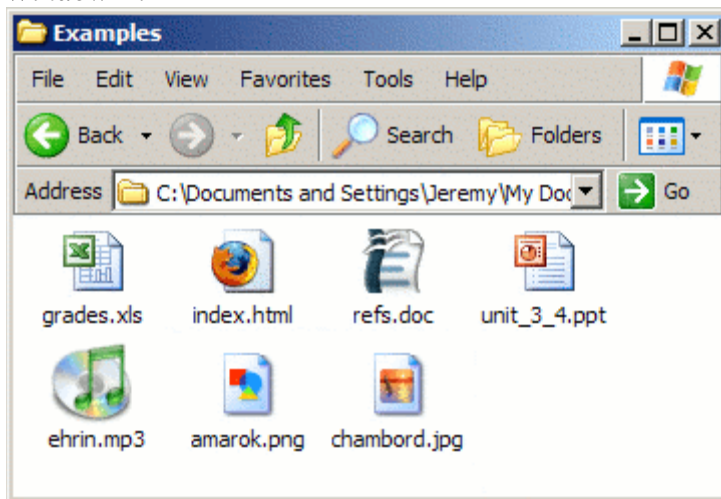 Examples
File Edit View Favorites Tools Help
Back Search Folders
Address C:\Documents and Settings\Jeremy\My Doc Go
grades.xls index.html refs.doc unit_3_4.ppt
ehrin.mp3 amarok.png chambord.jpg